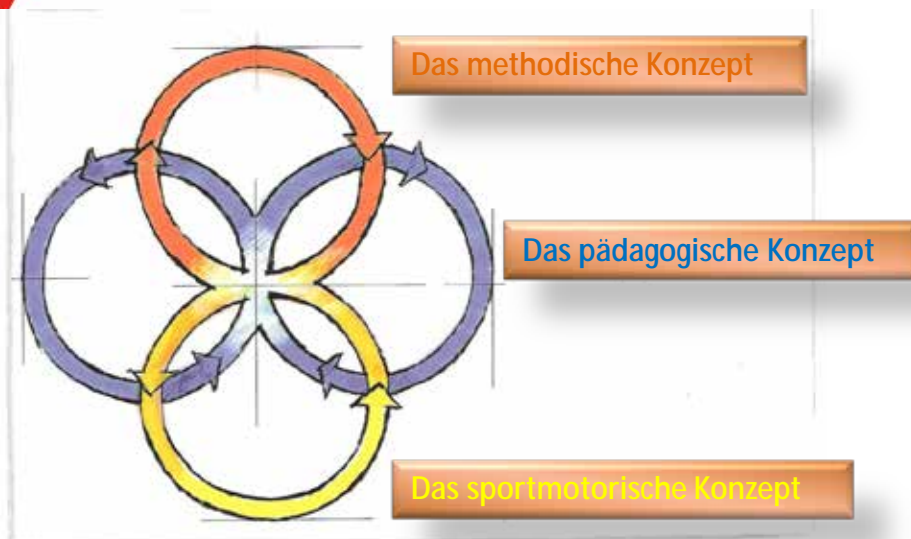 Das methodische Konzept
Das pädagogische Konzept
Das sportmotorische Konzept